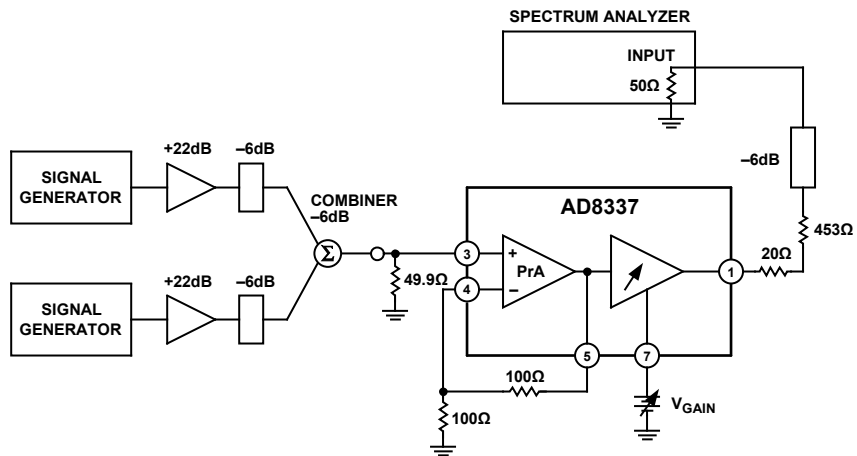 SPECTRUM ANALYZER
INPUT
50Ω
+22dB
–6dB
SIGNAL
GENERATOR
COMBINER
–6dB
Σ
–6dB
AD8337
453Ω
20Ω
3
+
PrA
1
49.9Ω
4
–
+22dB
–6dB
SIGNAL
GENERATOR
5
7
100Ω
100Ω
VGAIN